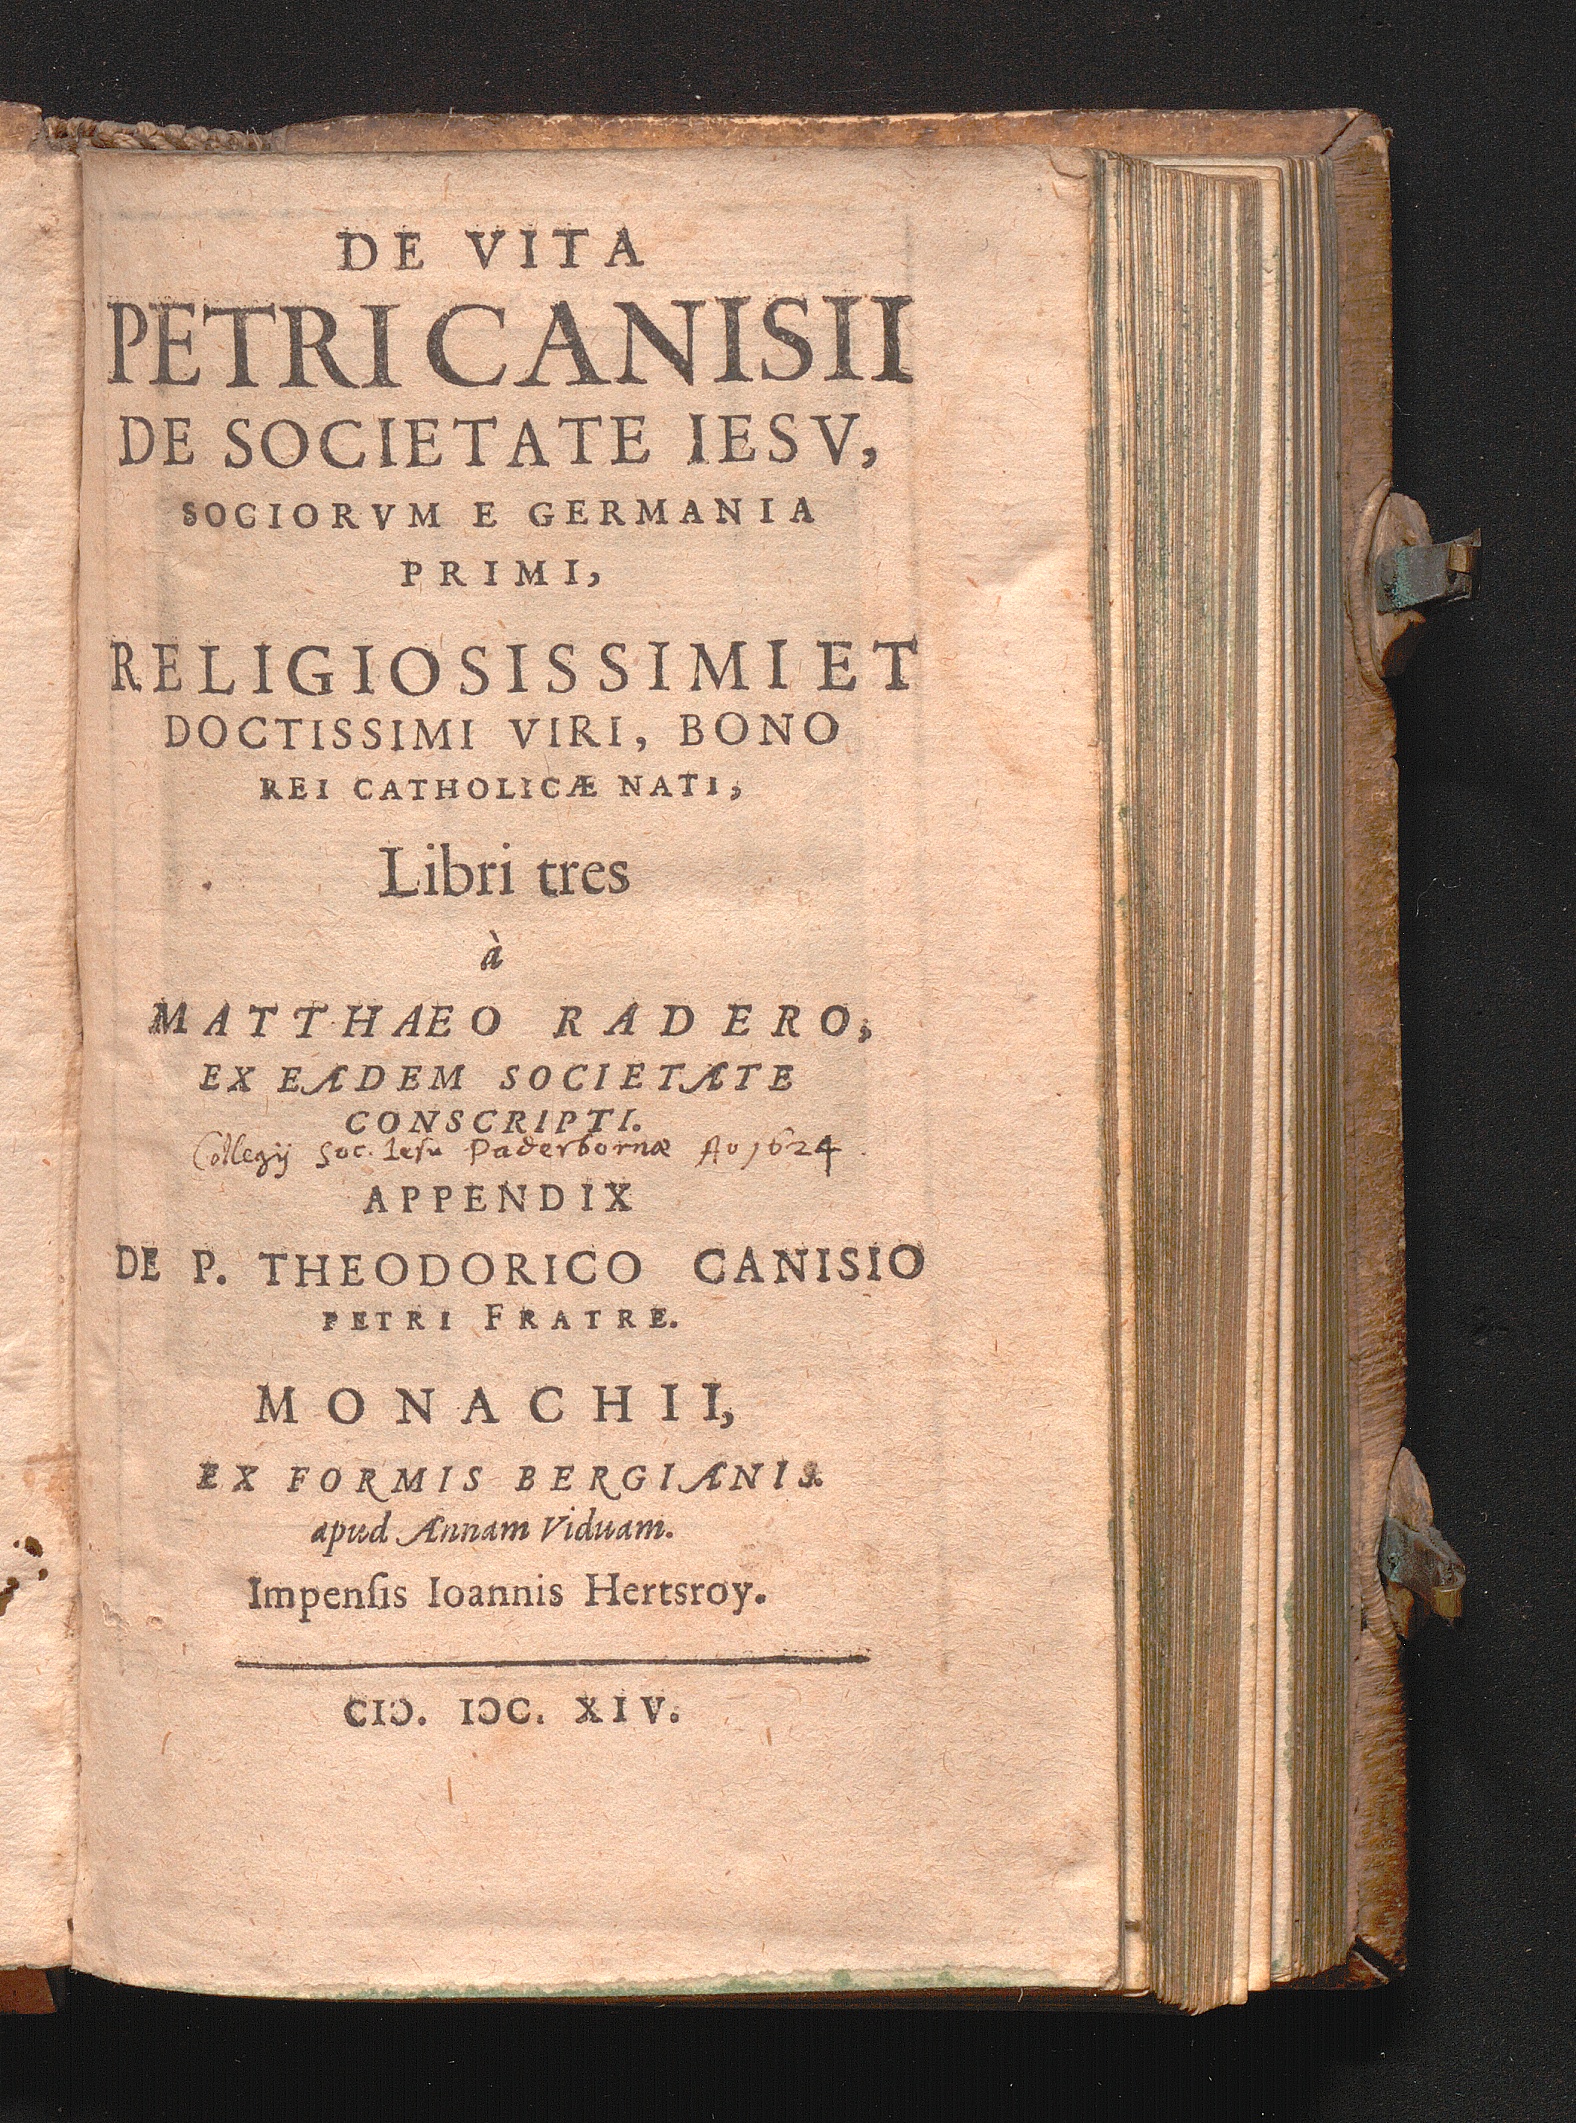 DE VITA
PETRI CANISII
DE SOCIETATE IESV,
SOCIORVM E GERMANIA
PRIMI,
RELIGIOSISSIMI ET
DOCTISSIMI VIRI, BONO
REI CATHOLICÆ NATI,
Libri tres
à
MATTHÆO RADERO,
EX EADEM SOCIETATE
CONSCRIPTI.
Collegij Soc. Iesu Paderbornæ Ao 1624.
APPENDIX
DE P. THEODORICO CANISIO
PETRI FRATRE.
MONACHII,
EX FORMIS BERGIANIS.
apud Annam Viduam.
Impenſis Ioannis Hertsroy.
CIↃ. IↃC. XIV.